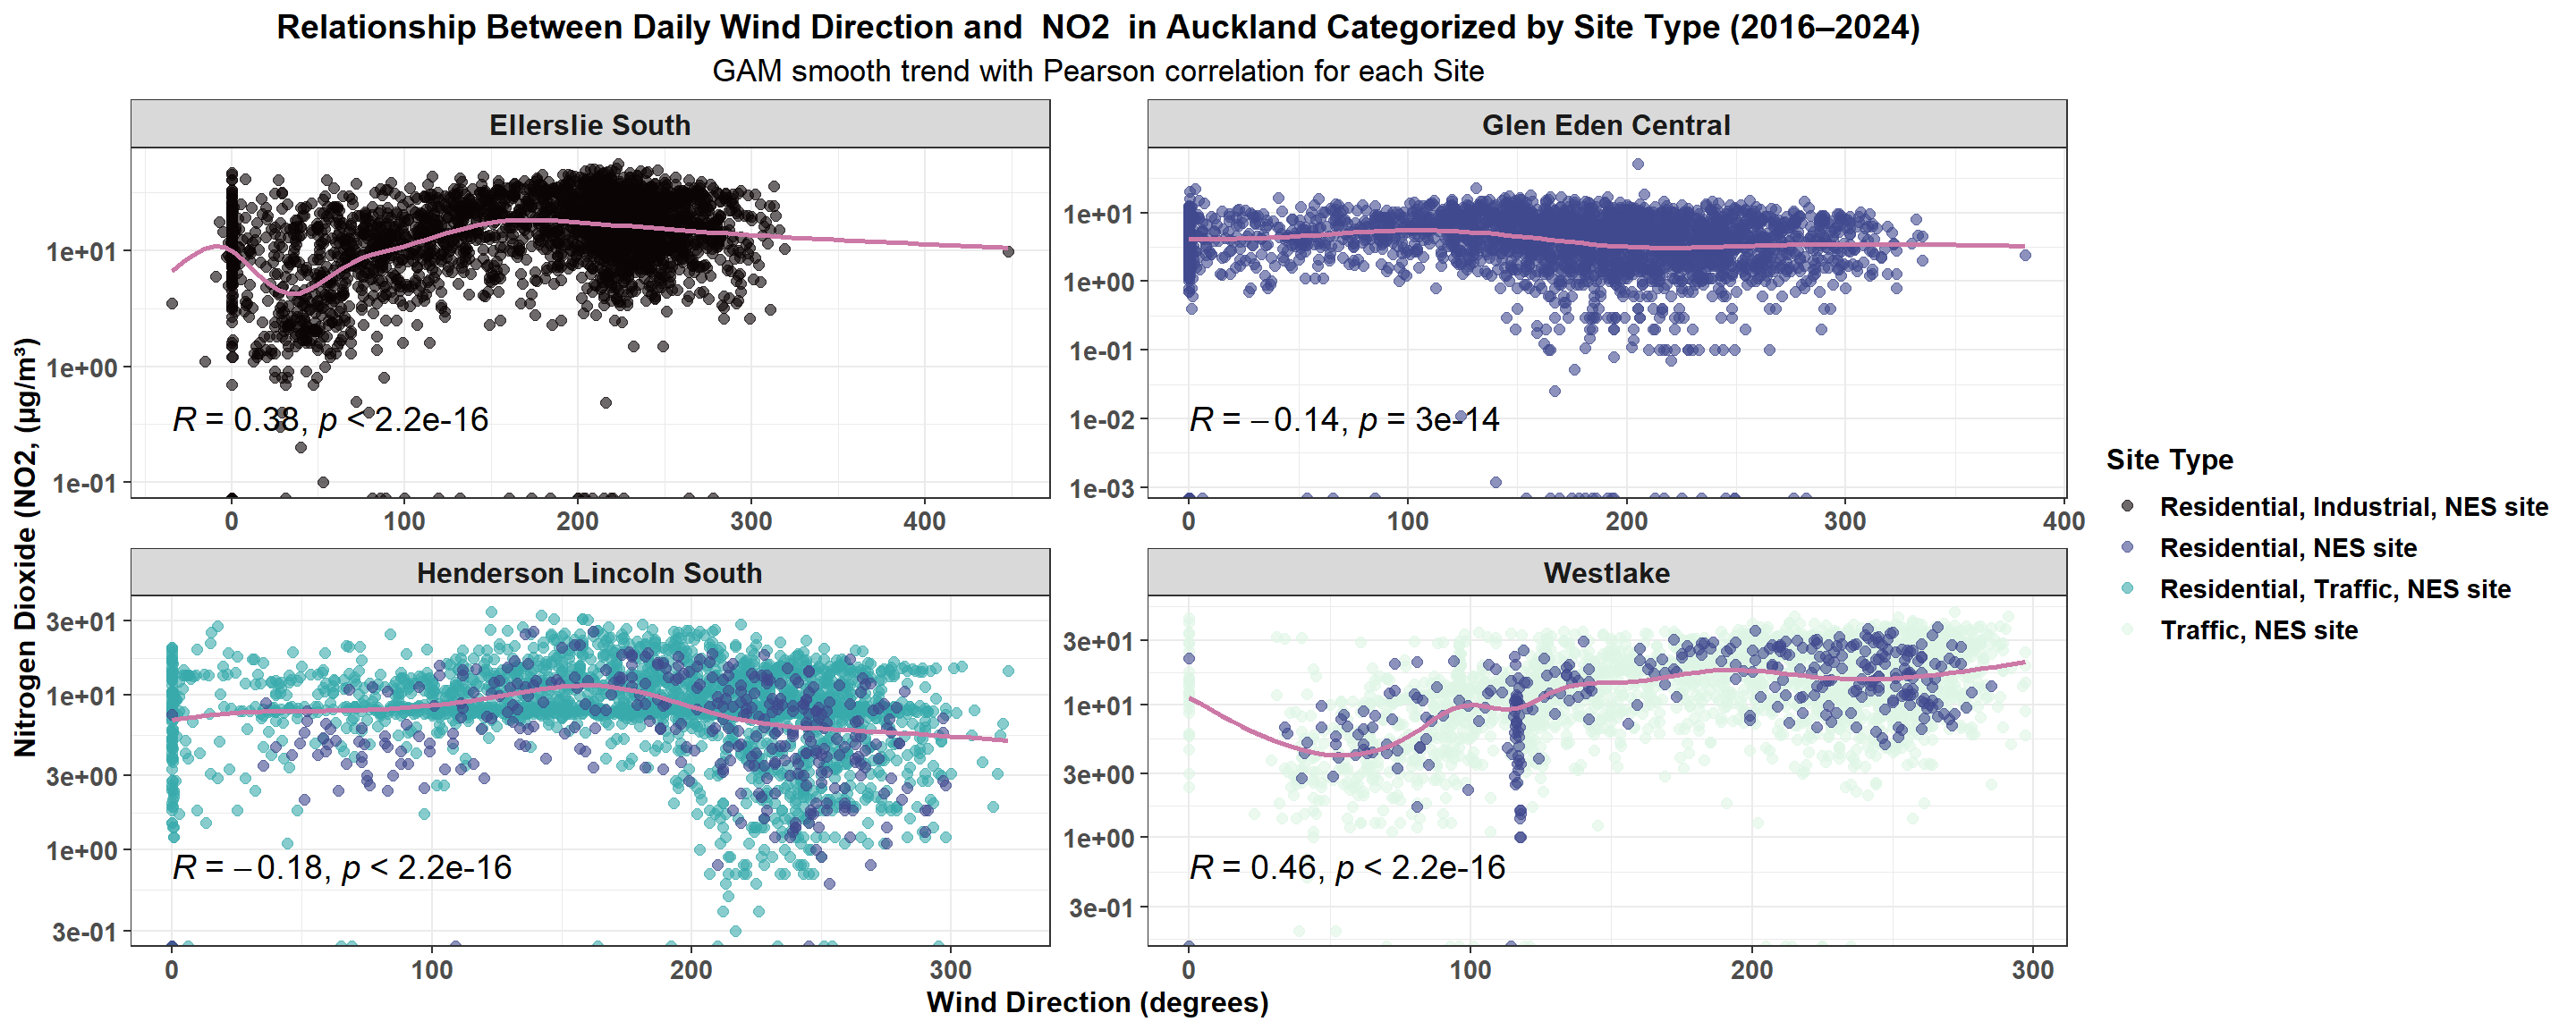 Relationship Between Daily Wind Direction and  NO2  in Auckland Categorized by Site Type (2016–2024)
GAM smooth trend with Pearson correlation for each Site
Nitrogen Dioxide (NO2, (µg/m³)
Ellerslie South
1e+01
1e+00
1e-01
R = 0.38, p < 2.2e-16
0 100 200 300 400
Glen Eden Central
1e+01
1e+00
1e-01
1e-02
1e-03
R = −0.14, p = 3e-14
0 100 200 300 400
Henderson Lincoln South
3e+01
1e+01
3e+00
1e+00
3e-01
R = −0.18, p < 2.2e-16
0 100 200 300
Westlake
3e+01
1e+01
3e+00
1e+00
3e-01
R = 0.46, p < 2.2e-16
0 100 200 300
Wind Direction (degrees)
Site Type
Residential, Industrial, NES site
Residential, NES site
Residential, Traffic, NES site
Traffic, NES site